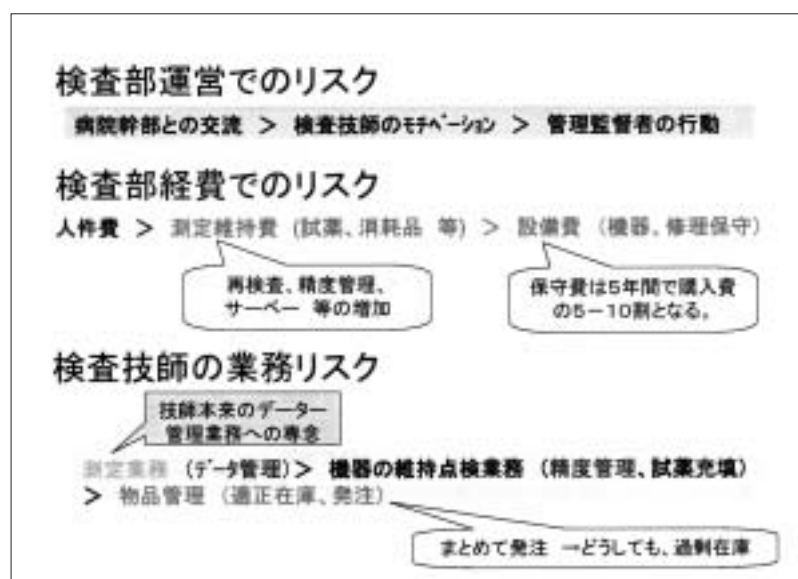 検査部運営でのリスク
病院幹部との交流 ＞ 検査技師のﾓﾁﾍﾞｰｼｮﾝ ＞ 管理監督者の行動
検査部経費でのリスク
人件費 ＞ 測定維持費 (試薬、消耗品 等) ＞ 設備費 (機器、修理保守)
再検査、精度管理、
サーベー 等の増加
保守費は5年間で購入費
の5－10割となる。
検査技師の業務リスク
技師本来のデーター
管理業務への専念
測定業務 (ﾃﾞｰﾀ管理)＞ 機器の維持点検業務 (精度管理、試薬充填)
＞ 物品管理 (適正在庫、発注)
まとめて発注 →どうしても、過剰在庫